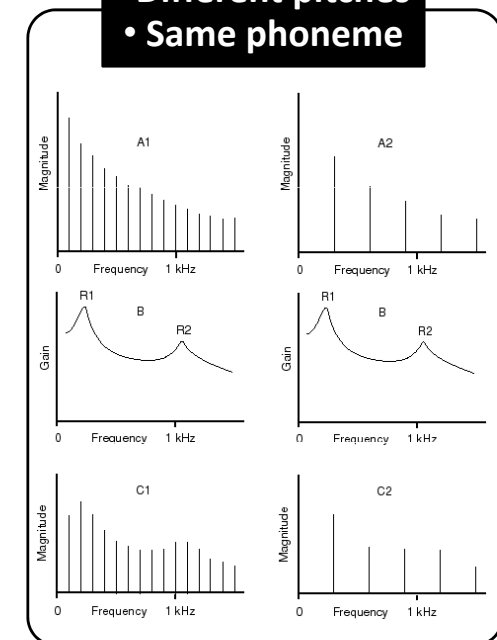 • Different pitches
• Same phoneme
A1
Magnitude
0 Frequency 1 kHz
A2
Magnitude
0 Frequency 1 kHz
R1
B
R2
Gain
0 Frequency 1 kHz
R1
B
R2
Gain
0 Frequency 1 kHz
C1
Magnitude
0 Frequency 1 kHz
C2
Magnitude
0 Frequency 1 kHz